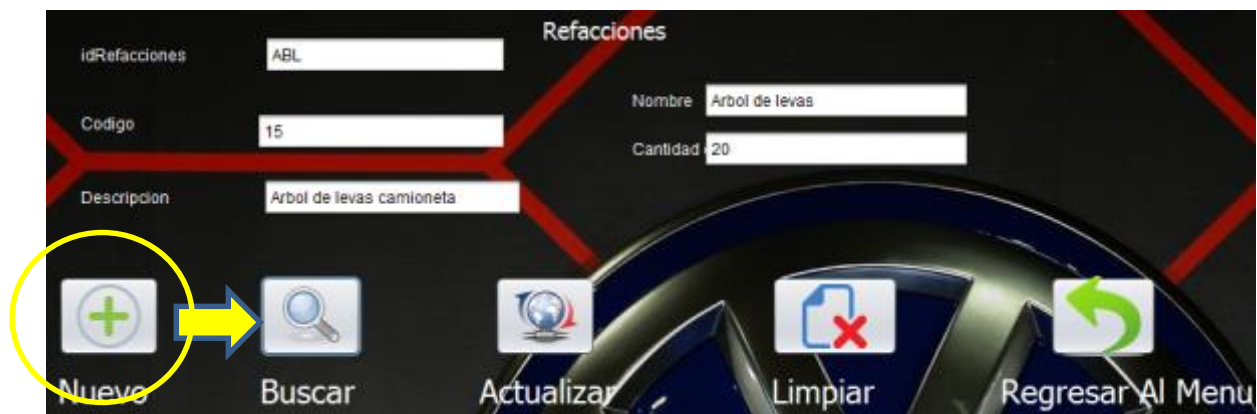 Refacciones
idRefacciones ABL
Nombre Arbol de levas
Codigo 15
Cantidad 20
Descripcion Arbol de levas camioneta
Nuevo Buscar Actualizar Limpiar Regresar Al Menu